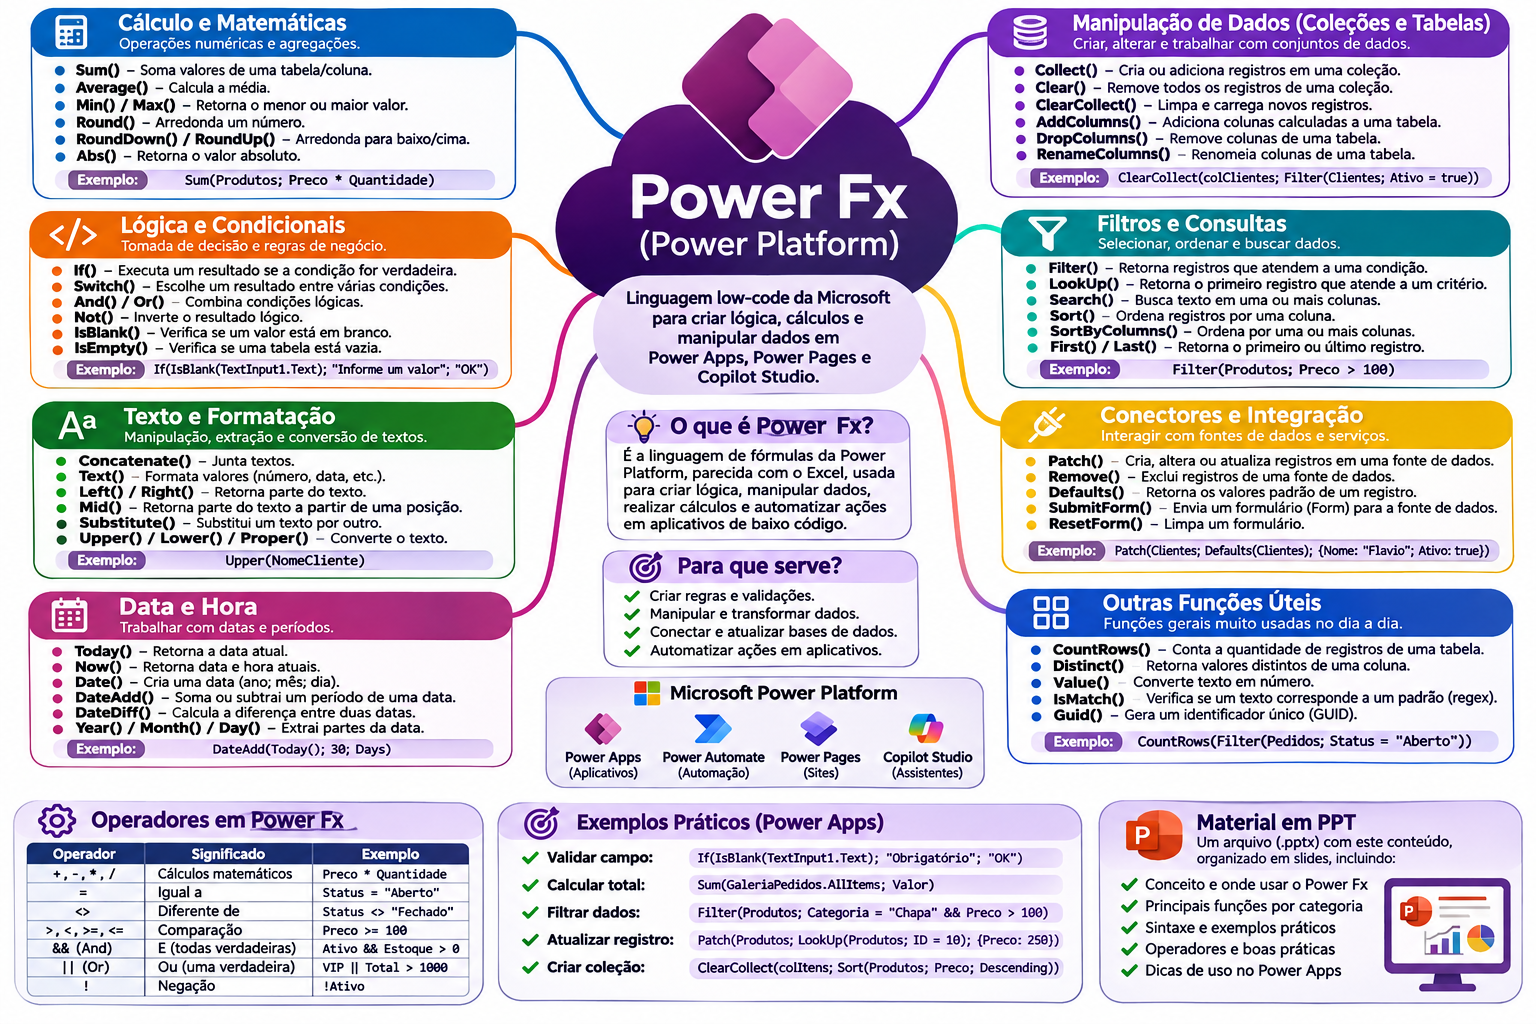 Cálculo e Matemáticas
Operações numéricas e agregações.
Sum() – Soma valores de uma tabela/coluna.
Average() – Calcula a média.
Min() / Max() – Retorna o menor ou maior valor.
Round() – Arredonda um número.
RoundDown() / RoundUp() – Arredonda para baixo/cima.
Abs() – Retorna o valor absoluto.
Exemplo: Sum(Produtos; Preco * Quantidade)
Lógica e Condicionais
Tomada de decisão e regras de negócio.
If() – Executa um resultado se a condição for verdadeira.
Switch() – Escolhe um resultado entre várias condições.
And() / Or() – Combina condições lógicas.
Not() – Inverte o resultado lógico.
IsBlank() – Verifica se um valor está em branco.
IsEmpty() – Verifica se uma tabela está vazia.
Exemplo: If(IsBlank(TextInput1.Text); "Informe um valor"; "OK")
Aa
Texto e Formatação
Manipulação, extração e conversão de textos.
Concatenate() – Junta textos.
Text() – Formata valores (número, data, etc.).
Left() / Right() – Retorna parte do texto.
Mid() – Retorna parte do texto a partir de uma posição.
Substitute() – Substitui um texto por outro.
Upper() / Lower() / Proper() – Converte o texto.
Exemplo: Upper(NomeCliente)
Data e Hora
Trabalhar com datas e períodos.
Today() – Retorna a data atual.
Now() – Retorna data e hora atuais.
Date() – Cria uma data (ano; mês; dia).
DateAdd() – Soma ou subtrai um período de uma data.
DateDiff() – Calcula a diferença entre duas datas.
Year() / Month() / Day() – Extrai partes da data.
Exemplo: DateAdd(Today(); 30; Days)
Power Fx
(Power Platform)
Linguagem low-code da Microsoft
para criar lógica, cálculos e
manipular dados em
Power Apps, Power Pages e
Copilot Studio.
O que é Power Fx?
É a linguagem de fórmulas da Power
Platform, parecida com o Excel, usada
para criar lógica, manipular dados,
realizar cálculos e automatizar ações
em aplicativos de baixo código.
Para que serve?
Criar regras e validações.
Manipular e transformar dados.
Conectar e atualizar bases de dados.
Automatizar ações em aplicativos.
Microsoft Power Platform
Power Apps
(Aplicativos)
Power Automate
(Automação)
Power Pages
(Sites)
Copilot Studio
(Assistentes)
Manipulação de Dados (Coleções e Tabelas)
Criar, alterar e trabalhar com conjuntos de dados.
Collect() – Cria ou adiciona registros em uma coleção.
Clear() – Remove todos os registros de uma coleção.
ClearCollect() – Limpa e carrega novos registros.
AddColumns() – Adiciona colunas calculadas a uma tabela.
DropColumns() – Remove colunas de uma tabela.
RenameColumns() – Renomeia colunas de uma tabela.
Exemplo: ClearCollect(colClientes; Filter(Clientes; Ativo = true))
Filtros e Consultas
Selecionar, ordenar e buscar dados.
Filter() – Retorna registros que atendem a uma condição.
LookUp() – Retorna o primeiro registro que atende a um critério.
Search() – Busca texto em uma ou mais colunas.
Sort() – Ordena registros por uma coluna.
SortByColumns() – Ordena por uma ou mais colunas.
First() / Last() – Retorna o primeiro ou último registro.
Exemplo: Filter(Produtos; Preco > 100)
Conectores e Integração
Interagir com fontes de dados e serviços.
Patch() – Cria, altera ou atualiza registros em uma fonte de dados.
Remove() – Exclui registros de uma fonte de dados.
Defaults() – Retorna os valores padrão de um registro.
SubmitForm() – Envia um formulário (Form) para a fonte de dados.
ResetForm() – Limpa um formulário.
Exemplo: Patch(Clientes; Defaults(Clientes); {Nome: "Flavio"; Ativo: true})
Outras Funções Úteis
Funções gerais muito usadas no dia a dia.
CountRows() – Conta a quantidade de registros de uma tabela.
Distinct() – Retorna valores distintos de uma coluna.
Value() – Converte texto em número.
IsMatch() – Verifica se um texto corresponde a um padrão (regex).
Guid() – Gera um identificador único (GUID).
Exemplo: CountRows(Filter(Pedidos; Status = "Aberto"))
Operadores em Power Fx
Operador Significado Exemplo
+, -, *, / Cálculos matemáticos Preco * Quantidade
= Igual a Status = "Aberto"
<> Diferente de Status <> "Fechado"
>, <, >=, <= Comparação Preco >= 100
&& (And) E (todas verdadeiras) Ativo && Estoque > 0
|| (Or) Ou (uma verdadeira) VIP || Total > 1000
! Negação !Ativo
Exemplos Práticos (Power Apps)
Validar campo: If(IsBlank(TextInput1.Text); "Obrigatório"; "OK")
Calcular total: Sum(GaleriaPedidos.AllItems; Valor)
Filtrar dados: Filter(Produtos; Categoria = "Chapa" && Preco > 100)
Atualizar registro: Patch(Produtos; LookUp(Produtos; ID = 10); {Preco: 250})
Criar coleção: ClearCollect(colItens; Sort(Produtos; Preco; Descending))
P
Material em PPT
Um arquivo (.pptx) com este conteúdo,
organizado em slides, incluindo:
Conceito e onde usar o Power Fx
Principais funções por categoria
Sintaxe e exemplos práticos
Operadores e boas práticas
Dicas de uso no Power Apps
P